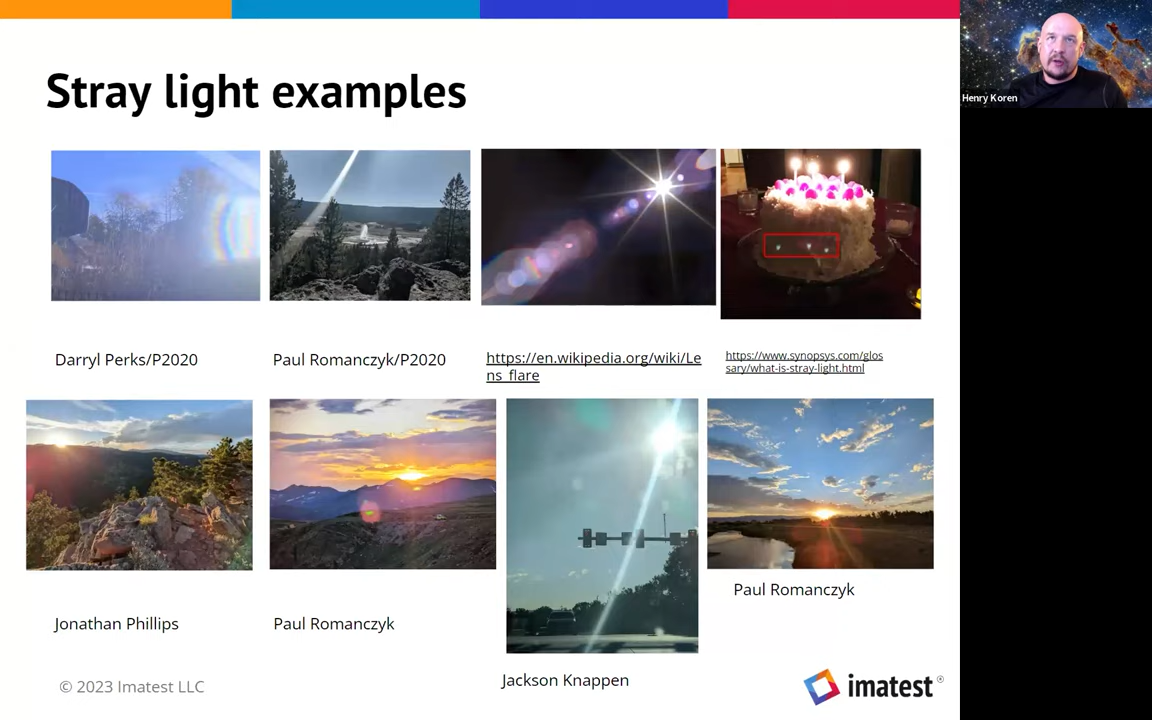 Stray light examples
Henry Koren
Darryl Perks/P2020
Paul Romanczyk/P2020
https://en.wikipedia.org/wiki/Le
ns_flare
https://www.synopsys.com/glos
sary/what-is-stray-light.html
Jonathan Phillips
Paul Romanczyk
Jackson Knappen
Paul Romanczyk
© 2023 Imatest LLC
imatest®